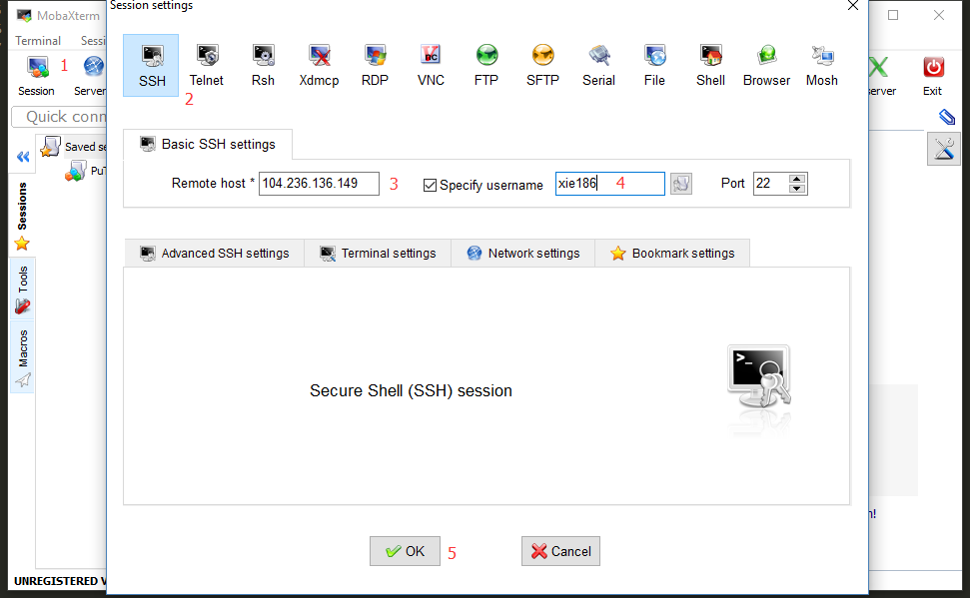 MobaXterm
Session settings
Terminal
Sessi
1
Session
Server
SSH
Telnet
Rsh
Xdmcp
RDP
VNC
FTP
SFTP
Serial
File
Shell
Browser
Mosh
2
erver
Exit
Quick conn
Saved se
PuT
Sessions
Tools
Macros
Basic SSH settings
Remote host * 104.236.136.149 3 Specify username xie186 4 Port 22
Advanced SSH settings
Terminal settings
Network settings
Bookmark settings
Secure Shell (SSH) session
>_
n!
OK 5 Cancel
UNREGISTERED V